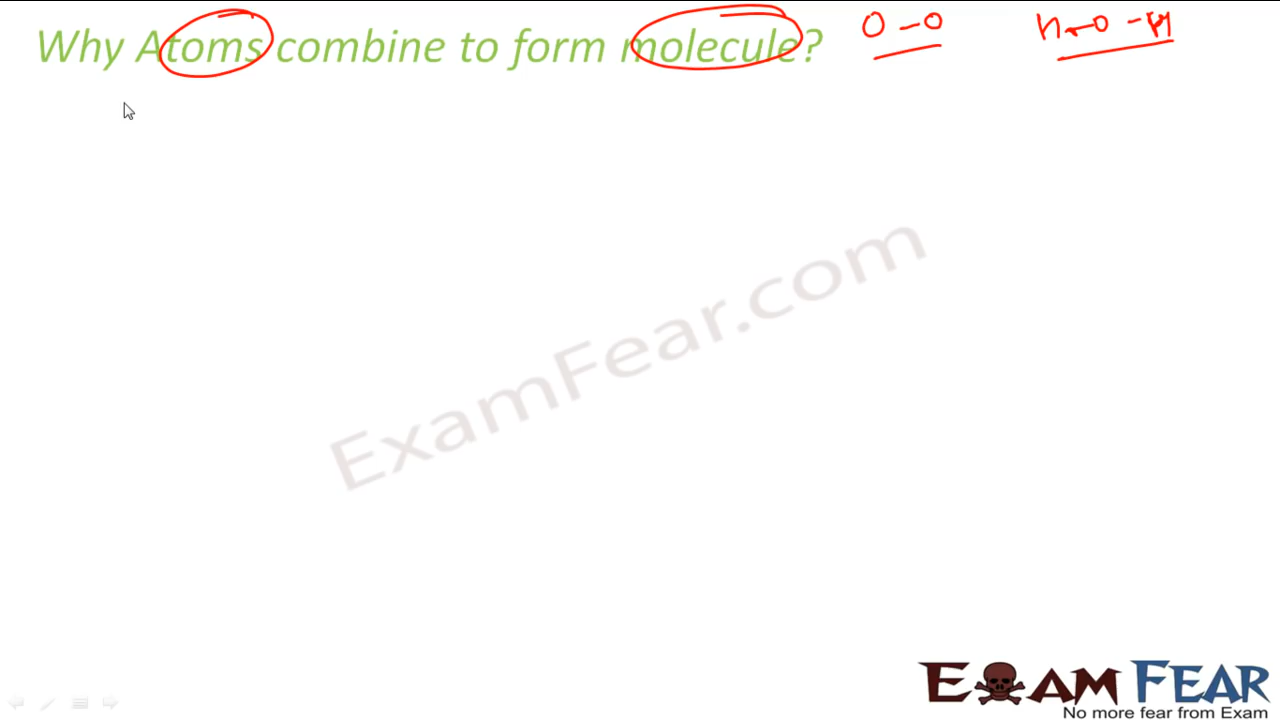 Why Atoms combine to form molecule? O-O H-O-H
ExamFear.com
EXAM FEAR
No more fear from Exam